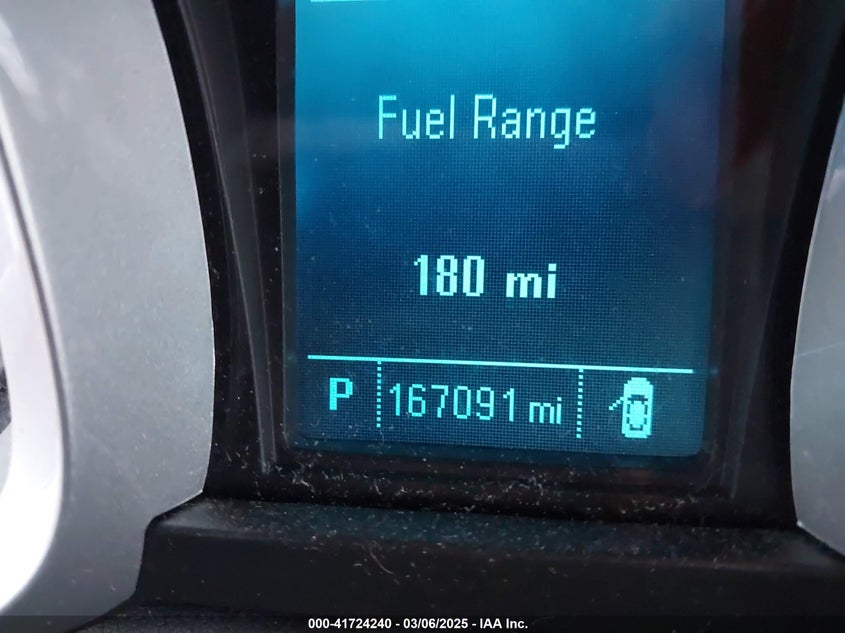 Fuel Range
180 mi
P 167091 mi
000-41724240 - 03/06/2025 - IAA Inc.